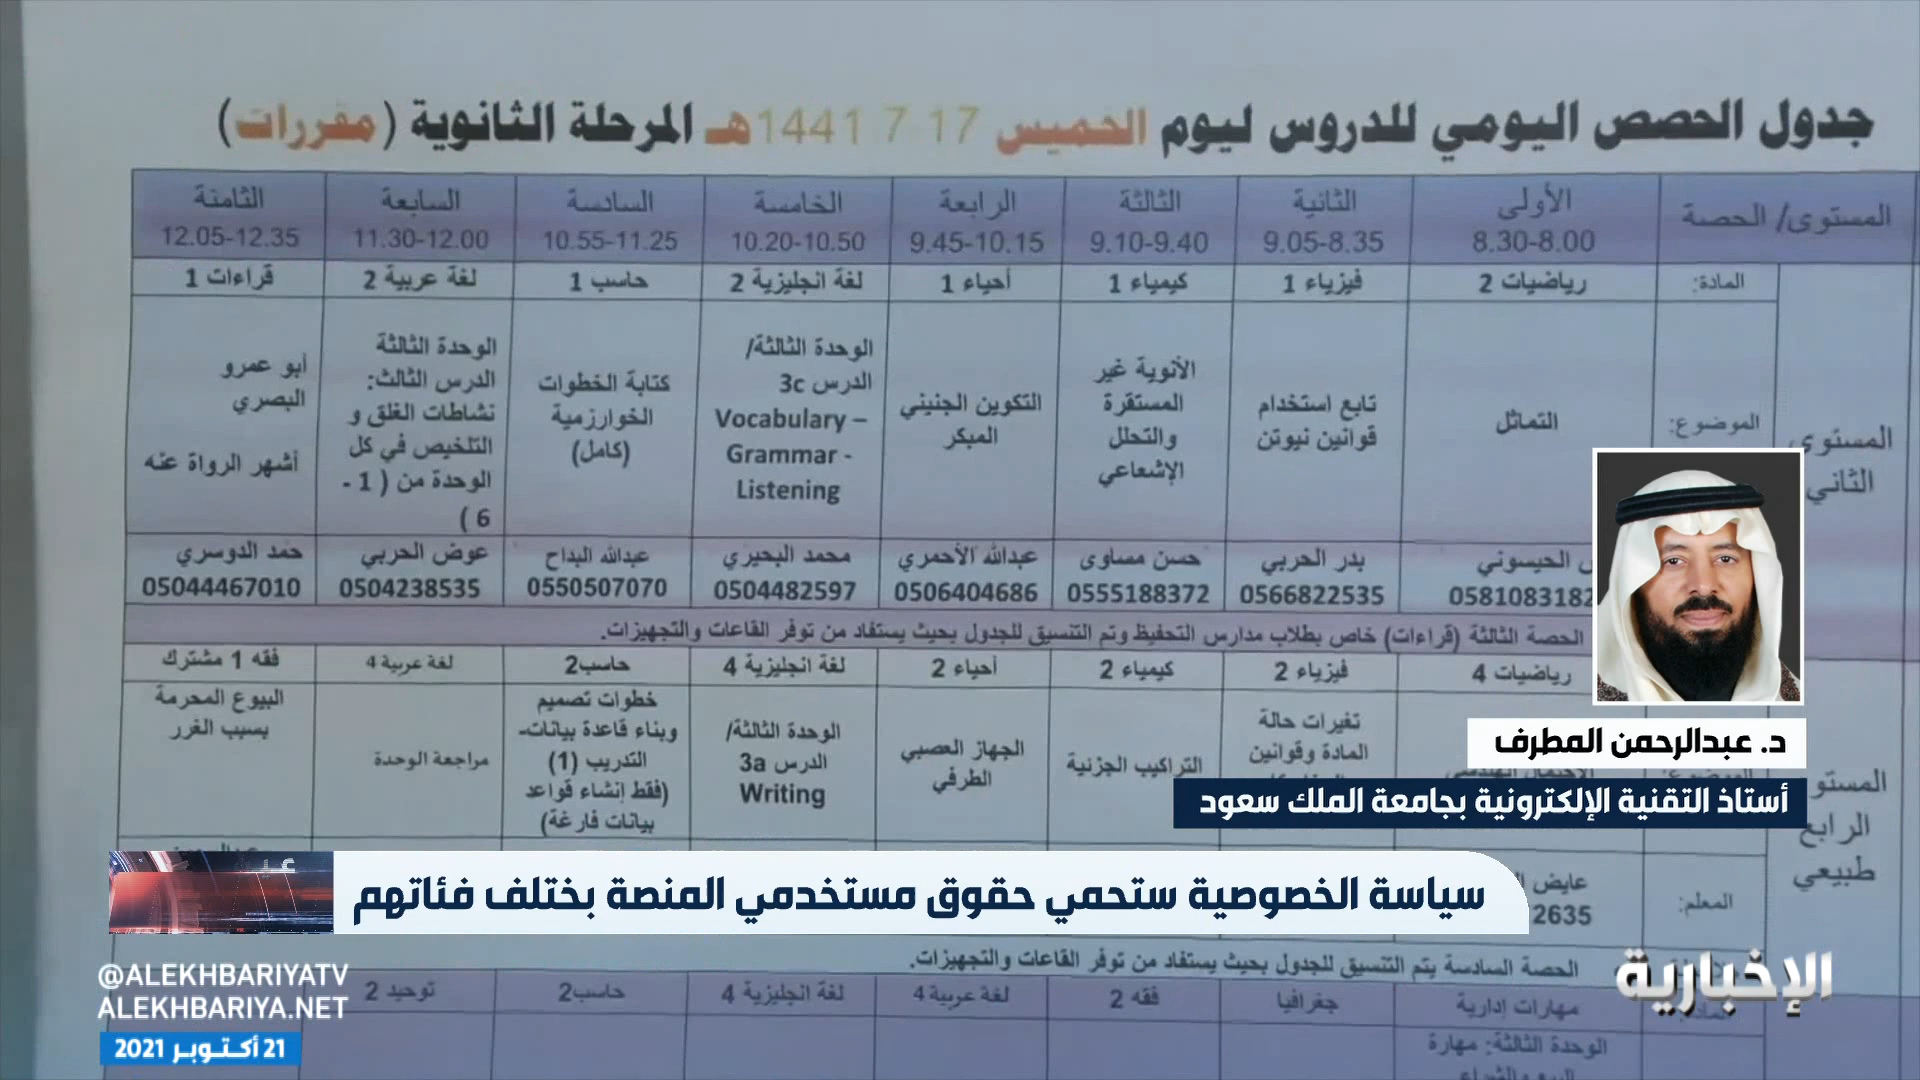 جدول الحصص اليومي للدروس ليوم الخميس 17 7 1441هـ المرحلة الثانوية (مقررات)
المستوى/ الحصة الأولى الثانية الثالثة الرابعة الخامسة السادسة السابعة الثامنة
8.30-8.00 9.05-8.35 9.10-9.40 9.45-10.15 10.20-10.50 10.55-11.25 11.30-12.00 12.05-12.35
المادة: رياضيات 2 فيزياء 1 كيمياء 1 أحياء 1 لغة انجليزية 2 حاسب 1 لغة عربية 2 قراءات 1
المستوى الثاني
الموضوع:
التماثل
تابع استخدام
قوانين نيوتن
الأنوية غير
المستقرة
والتحلل
الإشعاعي
التكوين الجنيني
المبكر
الوحدة الثالثة/
الدرس 3c
Vocabulary –
Grammar -
Listening
كتابة الخطوات
الخوارزمية
(كامل)
الوحدة الثالثة
الدرس الثالث:
نشاطات الغلق و
التلخيص في كل
الوحدة من ( 1 -
6 )
أبو عمرو
البصري
أشهر الرواة عنه
الحيسوني بدر الحربي حسن مساوى عبدالله الأحمري محمد البحيري عبدالله البداح عوض الحربي حمد الدوسري
0581083182 0566822535 0555188372 0506404686 0504482597 0550507070 0504238535 05044467010
الحصة الثالثة (قراءات) خاص بطلاب مدارس التحفيظ وتم التنسيق للجدول بحيث يستفاد من توفر القاعات والتجهيزات.
رياضيات 4 فيزياء 2 كيمياء 2 أحياء 2 لغة انجليزية 4 حاسب2 لغة عربية 4 فقه 1 مشترك
الرابع
طبيعي
تغيرات حالة
المادة وقوانين
التراكيب الجزئية
الجهاز العصبي
الطرفي
الوحدة الثالثة/
الدرس 3a
Writing
خطوات تصميم
وبناء قاعدة بيانات-
التدريب (1)
(فقط إنشاء قواعد
بيانات فارغة)
مراجعة الوحدة
البيوع المحرمة
بسبب الغرر
المعلم:
عايض
2635
الحصة السادسة يتم التنسيق للجدول بحيث يستفاد من توفر القاعات والتجهيزات.
مهارات إدارية جغرافيا فقه 2 لغة عربية 4 لغة انجليزية 4 حاسب2 توحيد 2
الوحدة الثالثة: مهارة
د. عبدالرحمن المطرف
أستاذ التقنية الإلكترونية بجامعة الملك سعود
سياسة الخصوصية ستحمي حقوق مستخدمي المنصة بختلف فئاتهم
الإخبارية
@ALEKHBARIYATV
ALEKHBARIYA.NET
21 أكتوبر 2021